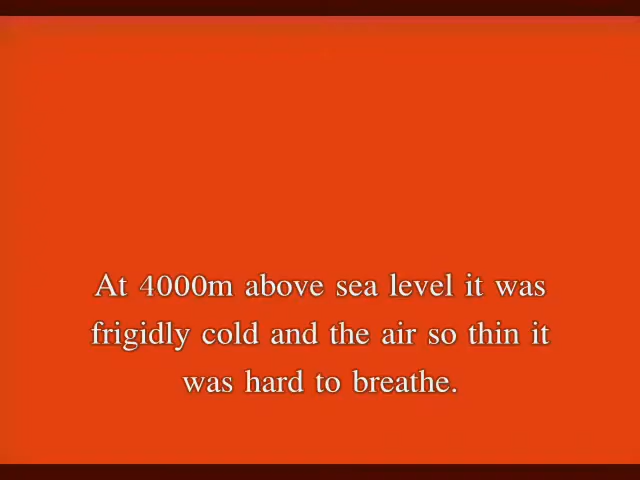 At 4000m above sea level it was
frigidly cold and the air so thin it
was hard to breathe.